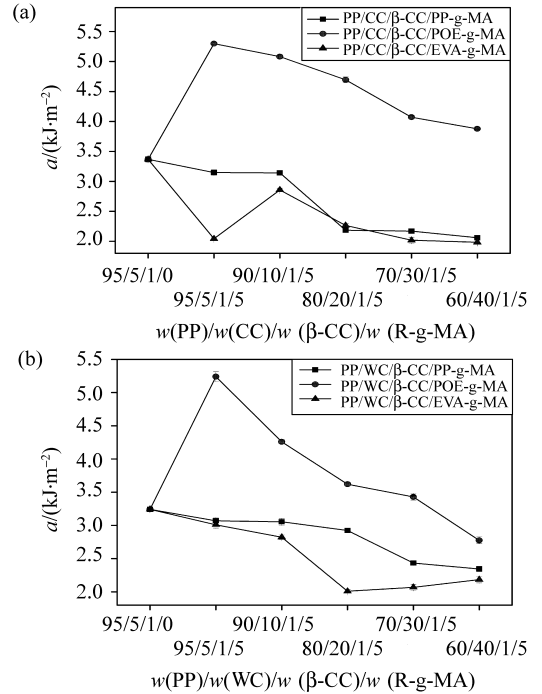 (a)
PP/CC/β-CC/PP-g-MA
PP/CC/β-CC/POE-g-MA
PP/CC/β-CC/EVA-g-MA
5.5
5.0
4.5
4.0
3.5
3.0
2.5
2.0
a/(kJ·m⁻²)
95/5/1/0 90/10/1/5 70/30/1/5
95/5/1/5 80/20/1/5 60/40/1/5
w(PP)/w(CC)/w (β-CC)/w (R-g-MA)
(b)
PP/WC/β-CC/PP-g-MA
PP/WC/β-CC/POE-g-MA
PP/WC/β-CC/EVA-g-MA
5.5
5.0
4.5
4.0
3.5
3.0
2.5
2.0
a/(kJ·m⁻²)
95/5/1/0 90/10/1/5 70/30/1/5
95/5/1/5 80/20/1/5 60/40/1/5
w(PP)/w(WC)/w (β-CC)/w (R-g-MA)